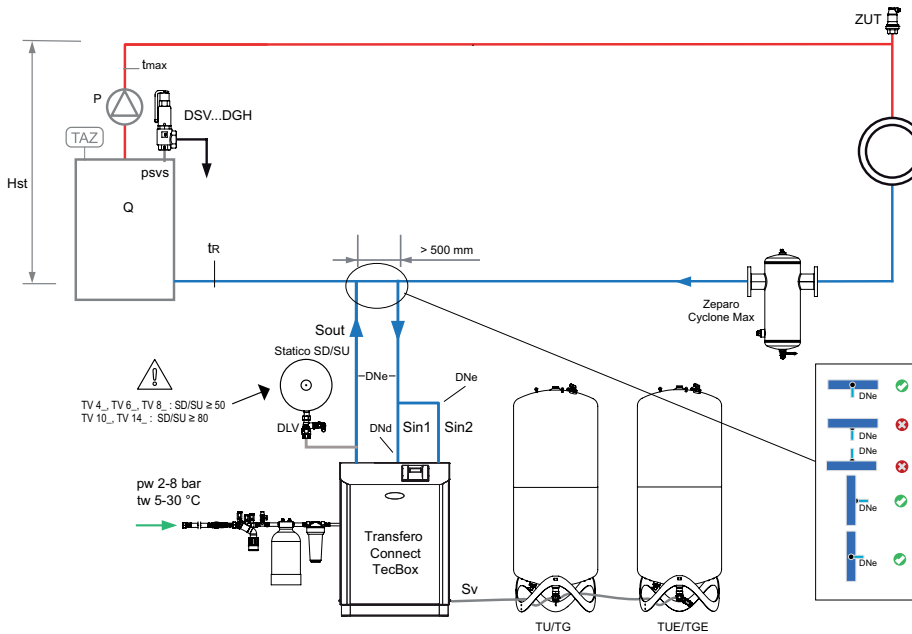 ZUT
tmax
P
DSV...DGH
TAZ
psvs
Hst
Q
tR
> 500 mm
Zeparo
Cyclone Max
Sout
Statico SD/SU
DNe
DNe
TV 4_, TV 6_, TV 8_ : SD/SU ≥ 50
TV 10_, TV 14_ : SD/SU ≥ 80
DLV
DNd
Sin1
Sin2
pw 2-8 bar
tw 5-30 °C
Transfero
Connect
TecBox
Sv
TU/TG
TUE/TGE
DNe
DNe
DNe
DNe
DNe